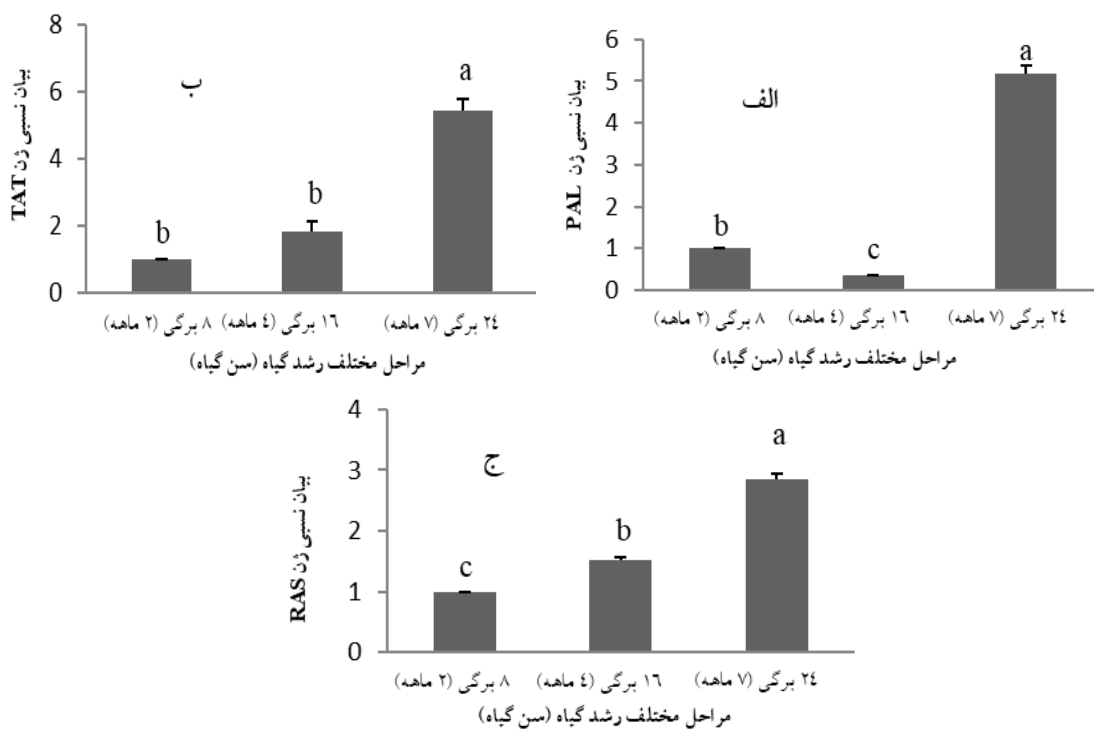 الف
بیان نسبی ژن PAL
6
5
4
3
2
1
0
b
c
a
۸ برگی (۲ ماهه)
۱۶ برگی (٤ ماهه)
۲٤ برگی (۷ ماهه)
مراحل مختلف رشد گیاه (سن گیاه)
ب
بیان نسبی ژن TAT
8
6
4
2
0
b
b
a
۸ برگی (۲ ماهه)
۱۶ برگی (٤ ماهه)
۲٤ برگی (۷ ماهه)
مراحل مختلف رشد گیاه (سن گیاه)
ج
بیان نسبی ژن RAS
4
3
2
1
0
c
b
a
۸ برگی (۲ ماهه)
۱۶ برگی (٤ ماهه)
۲٤ برگی (۷ ماهه)
مراحل مختلف رشد گیاه (سن گیاه)